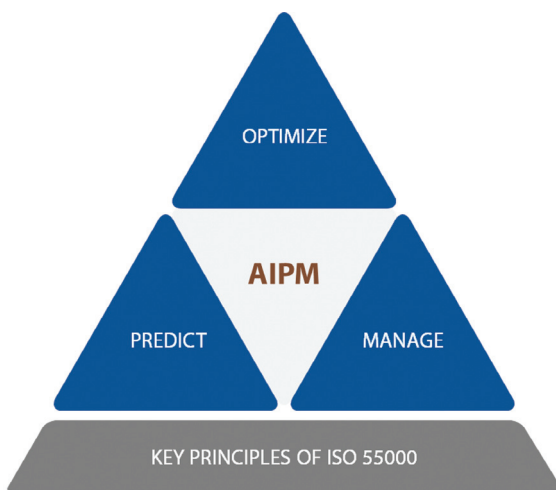 OPTIMIZE
AIPM
PREDICT
MANAGE
KEY PRINCIPLES OF ISO 55000